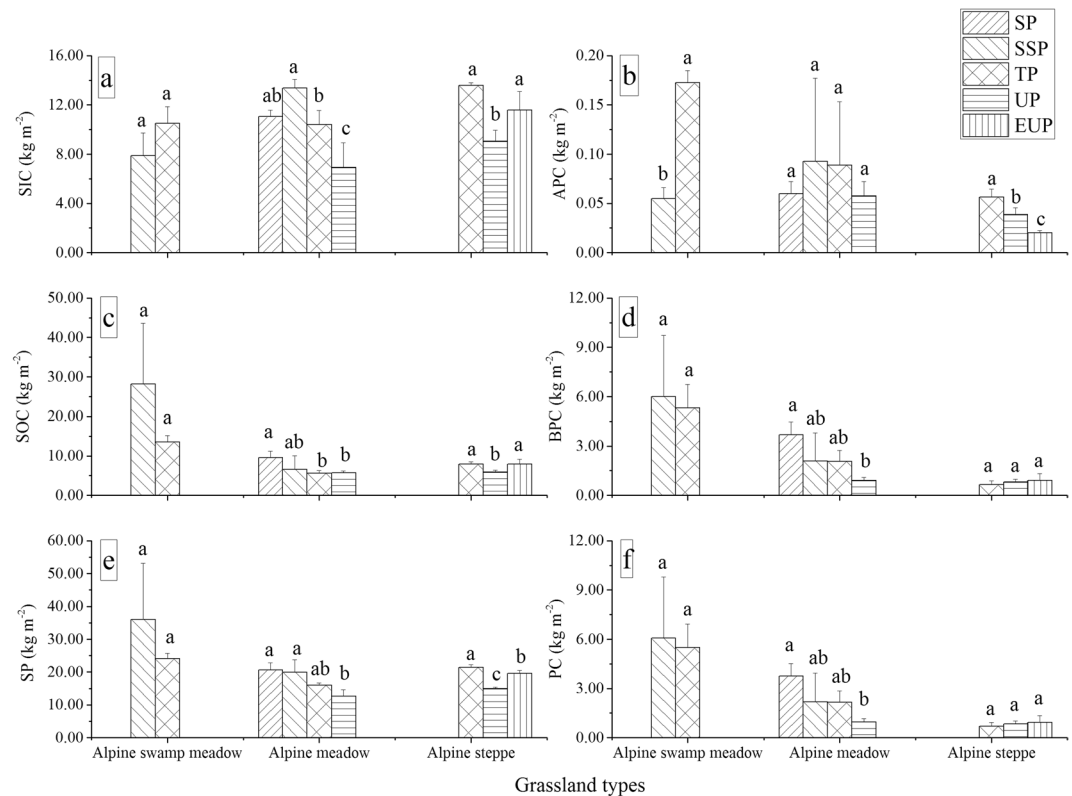 SP
SSP
TP
UP
EUP
a
SIC (kg m-2)
16.00
12.00
8.00
4.00
0.00
a a
ab a b c
a b a
b
APC (kg m-2)
0.20
0.15
0.10
0.05
0.00
b a
a a a a
a b c
c
SOC (kg m-2)
50.00
40.00
30.00
20.00
10.00
0.00
a a
a ab b b
a b a
d
BPC (kg m-2)
12.00
9.00
6.00
3.00
0.00
a a
a ab ab b
a a a
e
SP (kg m-2)
60.00
50.00
40.00
30.00
20.00
10.00
0.00
a a
a a ab b
a c b
Alpine swamp meadow Alpine meadow Alpine steppe
f
PC (kg m-2)
12.00
9.00
6.00
3.00
0.00
a a
a ab ab b
a a a
Alpine swamp meadow Alpine meadow Alpine steppe
Grassland types